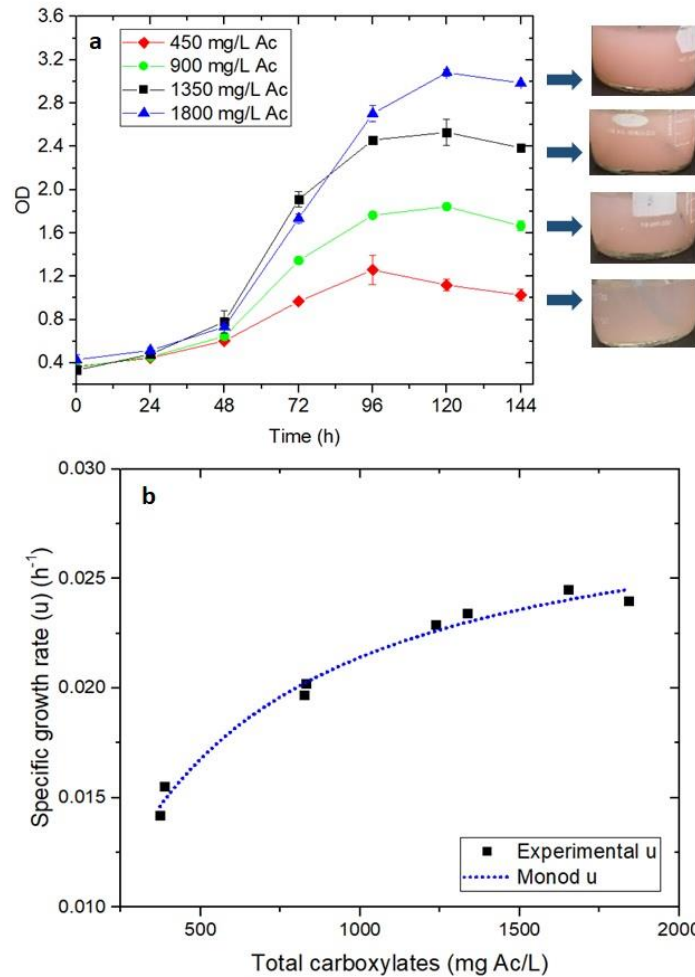 a
450 mg/L Ac
900 mg/L Ac
1350 mg/L Ac
1800 mg/L Ac
3.6
3.2
2.8
2.4
2.0
1.6
1.2
0.8
0.4
OD
0 24 48 72 96 120 144
Time (h)
b
0.030
0.025
0.020
0.015
0.010
Specific growth rate (u) (h⁻¹)
Experimental u
Monod u
500 1000 1500 2000
Total carboxylates (mg Ac/L)